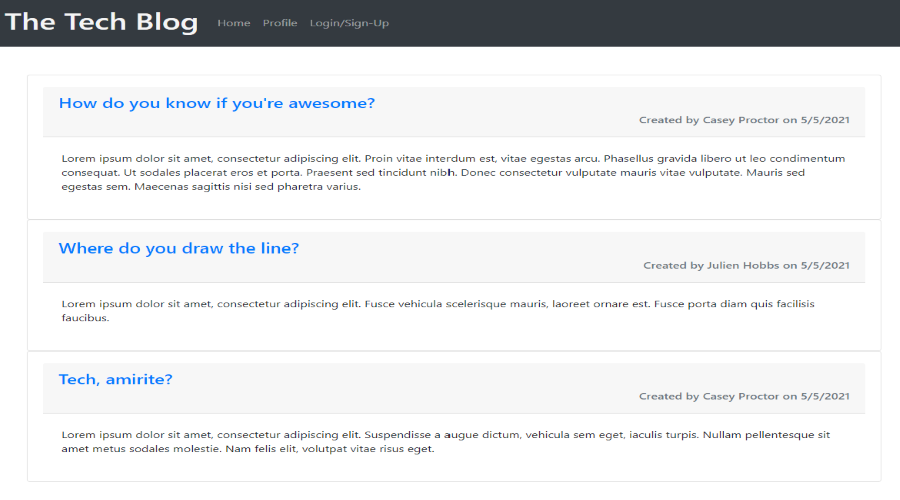 The Tech Blog Home Profile Login/Sign-Up
How do you know if you're awesome?
Created by Casey Proctor on 5/5/2021
Lorem ipsum dolor sit amet, consectetur adipiscing elit. Proin vitae interdum est, vitae egestas arcu. Phasellus gravida libero ut leo condimentum
consequat. Ut sodales placerat eros et porta. Praesent sed tincidunt nibh. Donec consectetur vulputate mauris vitae vulputate. Mauris sed
egestas sem. Maecenas sagittis nisi sed pharetra varius.
Where do you draw the line?
Created by Julien Hobbs on 5/5/2021
Lorem ipsum dolor sit amet, consectetur adipiscing elit. Fusce vehicula scelerisque mauris, laoreet ornare est. Fusce porta diam quis facilisis
faucibus.
Tech, amirite?
Created by Casey Proctor on 5/5/2021
Lorem ipsum dolor sit amet, consectetur adipiscing elit. Suspendisse a augue dictum, vehicula sem eget, iaculis turpis. Nullam pellentesque sit
amet metus sodales molestie. Nam felis elit, volutpat vitae risus eget.